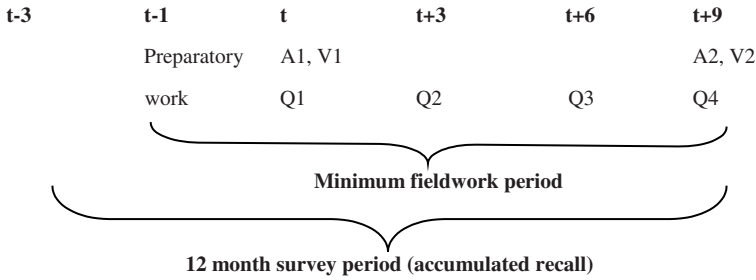 t-3 t-1 t t+3 t+6 t+9
Preparatory A1, V1 A2, V2
work Q1 Q2 Q3 Q4
Minimum fieldwork period
12 month survey period (accumulated recall)